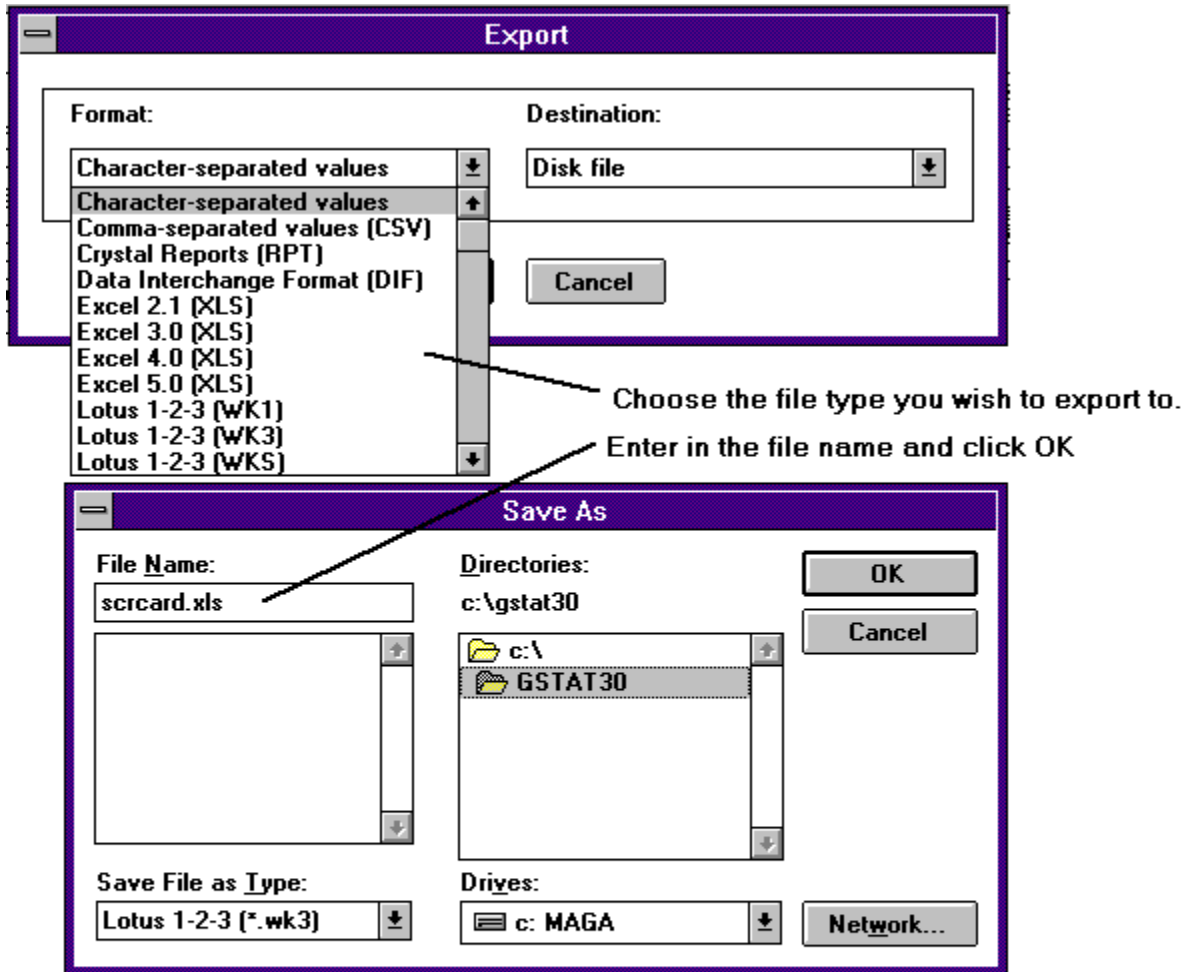 Export
Format:
Destination:
Character-separated values
Disk file
Character-separated values
Comma-separated values (CSV)
Crystal Reports (RPT)
Data Interchange Format (DIF)
Cancel
Excel 2.1 (XLS)
Excel 3.0 (XLS)
Excel 4.0 (XLS)
Excel 5.0 (XLS)
Lotus 1-2-3 (WK1)
Lotus 1-2-3 (WK3)
Lotus 1-2-3 (WKS)
Choose the file type you wish to export to.
Enter in the file name and click OK
Save As
File Name:
scrcard.xls
Directories:
c:\gstat30
c:\
GSTAT30
OK
Cancel
Save File as Type:
Lotus 1-2-3 (*.wk3)
Drives:
c: MAGA
Network...